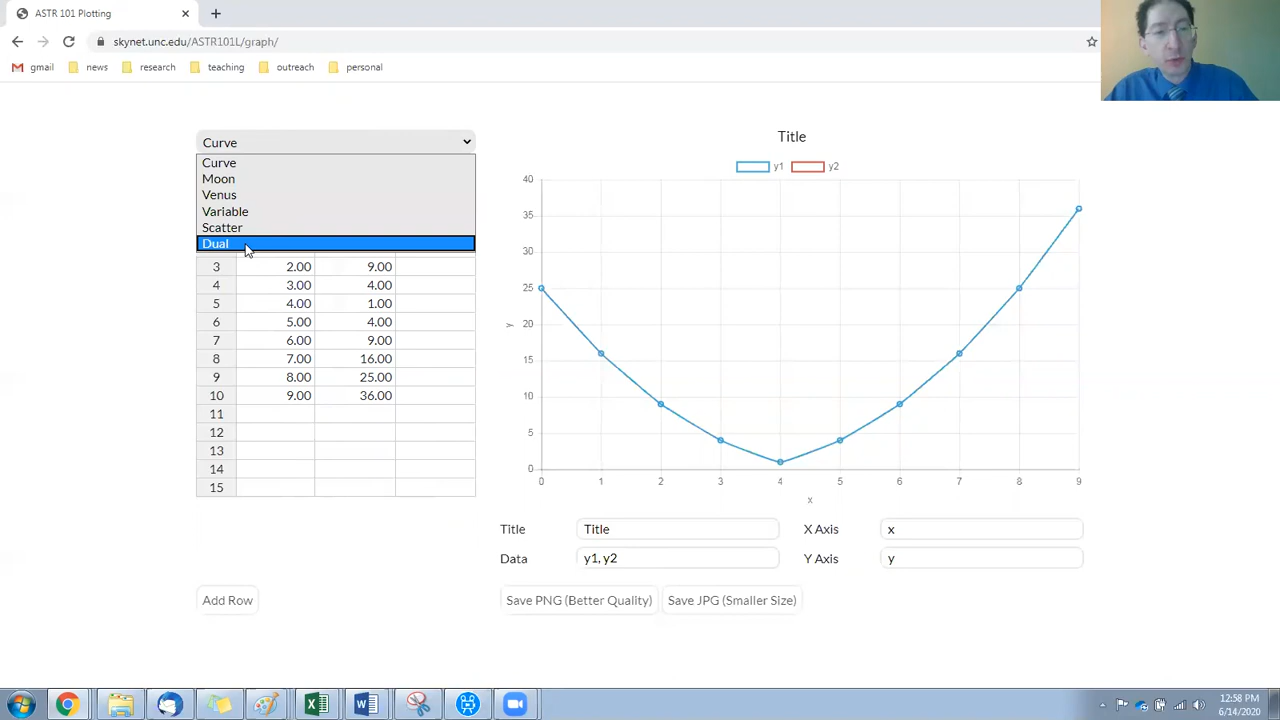 ASTR 101 Plotting
skynet.unc.edu/ASTR101L/graph/
gmail news research teaching outreach personal
Curve
Curve
Moon
Venus
Variable
Scatter
Dual
3 2.00 9.00
4 3.00 4.00
5 4.00 1.00
6 5.00 4.00
7 6.00 9.00
8 7.00 16.00
9 8.00 25.00
10 9.00 36.00
11
12
13
14
15
Add Row
Title
y1 y2
40
35
30
25
20
15
10
5
0
y
0 1 2 3 4 5 6 7 8 9
x
Title Title X Axis x
Data y1, y2 Y Axis y
Save PNG (Better Quality) Save JPG (Smaller Size)
12:58 PM
6/14/2020